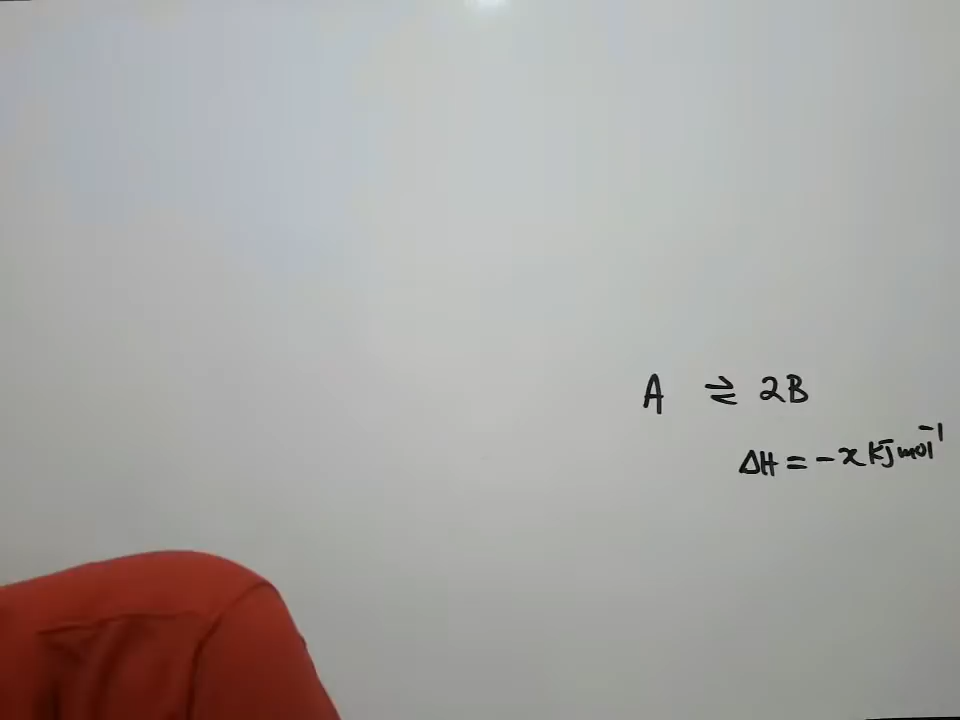 A ⇌ 2B
ΔH = -x kJ mol⁻¹